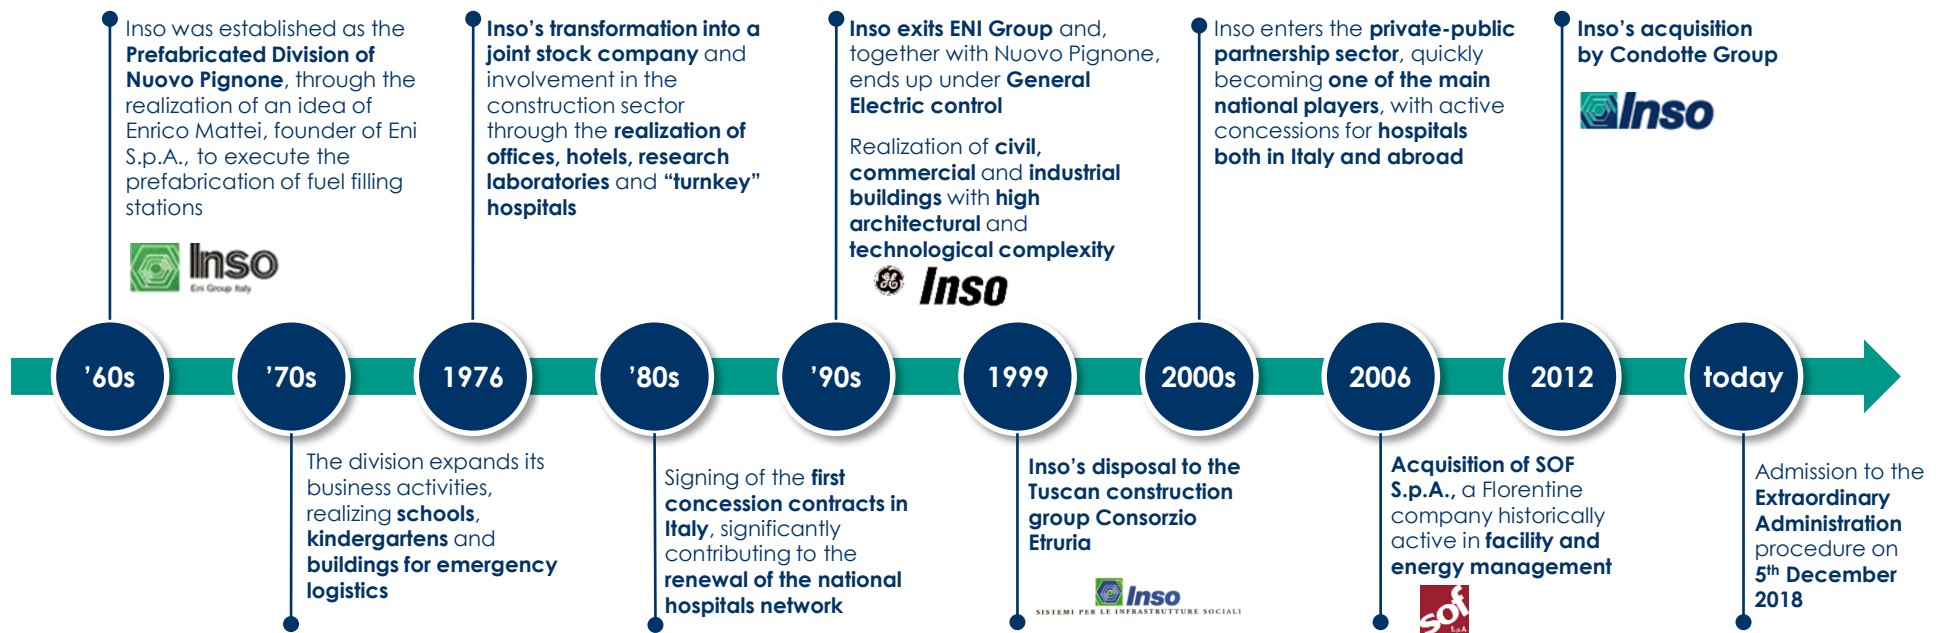 Inso was established as the
Prefabricated Division of
Nuovo Pignone, through the
realization of an idea of
Enrico Mattei, founder of Eni
S.p.A., to execute the
prefabrication of fuel filling
stations
Inso
Eni Group Italy
Inso's transformation into a
joint stock company and
involvement in the
construction sector
through the realization of
offices, hotels, research
laboratories and "turnkey"
hospitals
Inso exits ENI Group and,
together with Nuovo Pignone,
ends up under General
Electric control
Realization of civil,
commercial and industrial
buildings with high
architectural and
technological complexity
GE Inso
Inso enters the private-public
partnership sector, quickly
becoming one of the main
national players, with active
concessions for hospitals
both in Italy and abroad
Inso's acquisition
by Condotte Group
Inso
'60s
'70s
1976
'80s
'90s
1999
2000s
2006
2012
today
The division expands its
business activities,
realizing schools,
kindergartens and
buildings for emergency
logistics
Signing of the first
concession contracts in
Italy, significantly
contributing to the
renewal of the national
hospitals network
Inso's disposal to the
Tuscan construction
group Consorzio
Etruria
Inso
SISTEMI PER LE INFRASTRUTTURE SOCIALI
Acquisition of SOF
S.p.A., a Florentine
company historically
active in facility and
energy management
sof
S.p.A.
Admission to the
Extraordinary
Administration
procedure on
5th December
2018